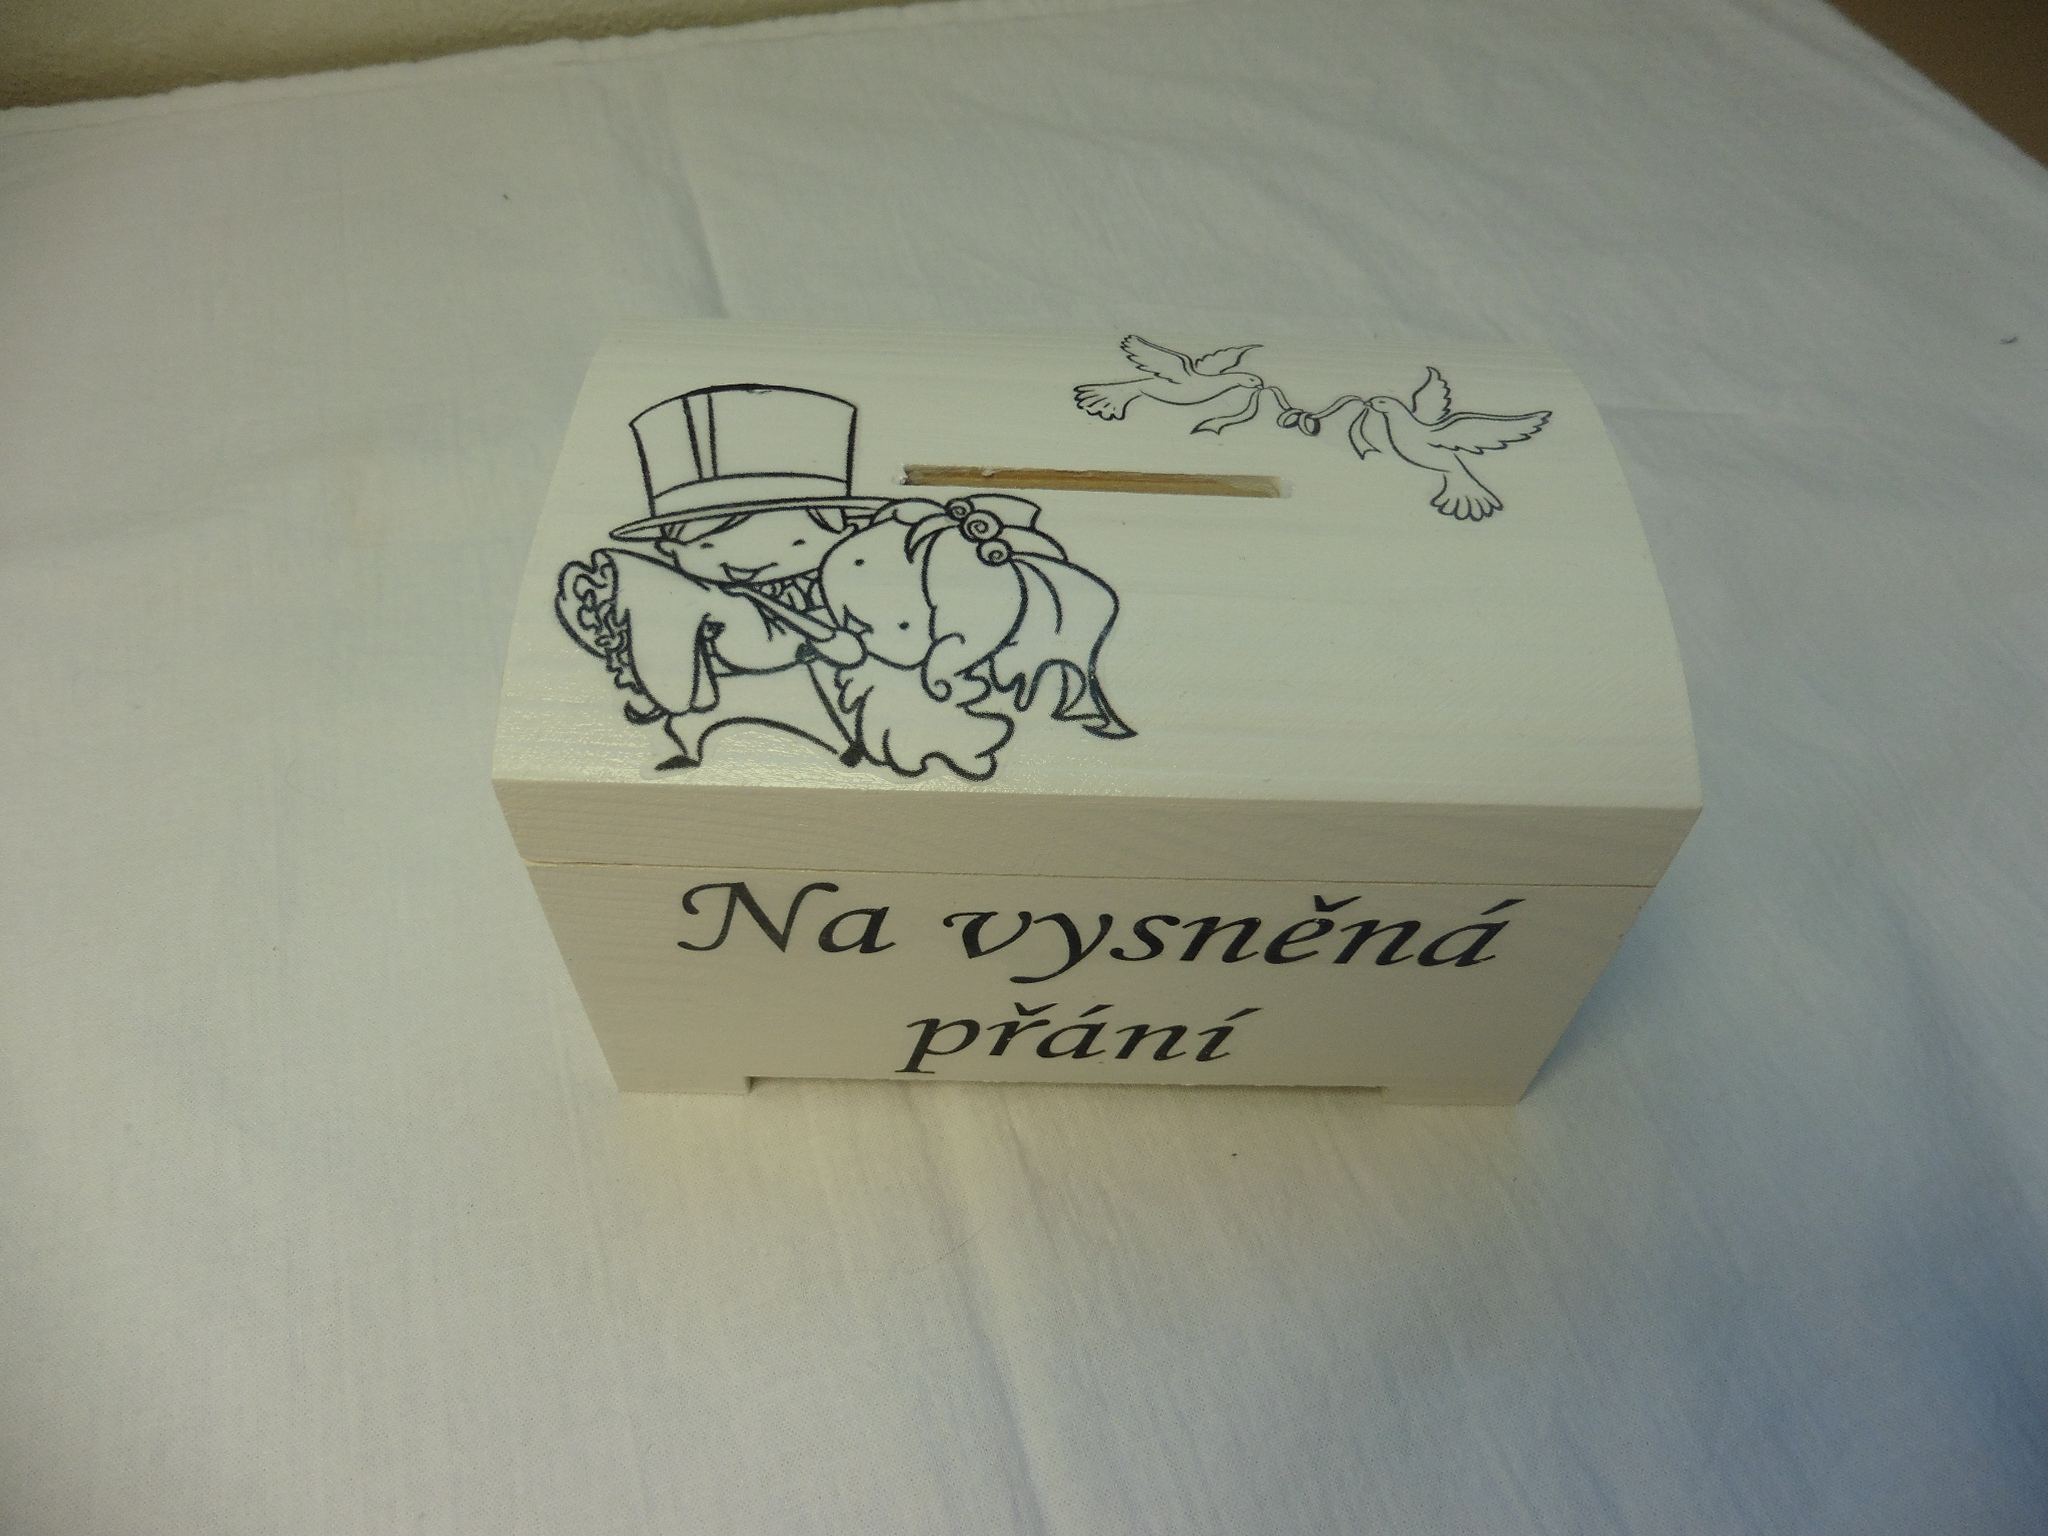 Na vysněná
přání